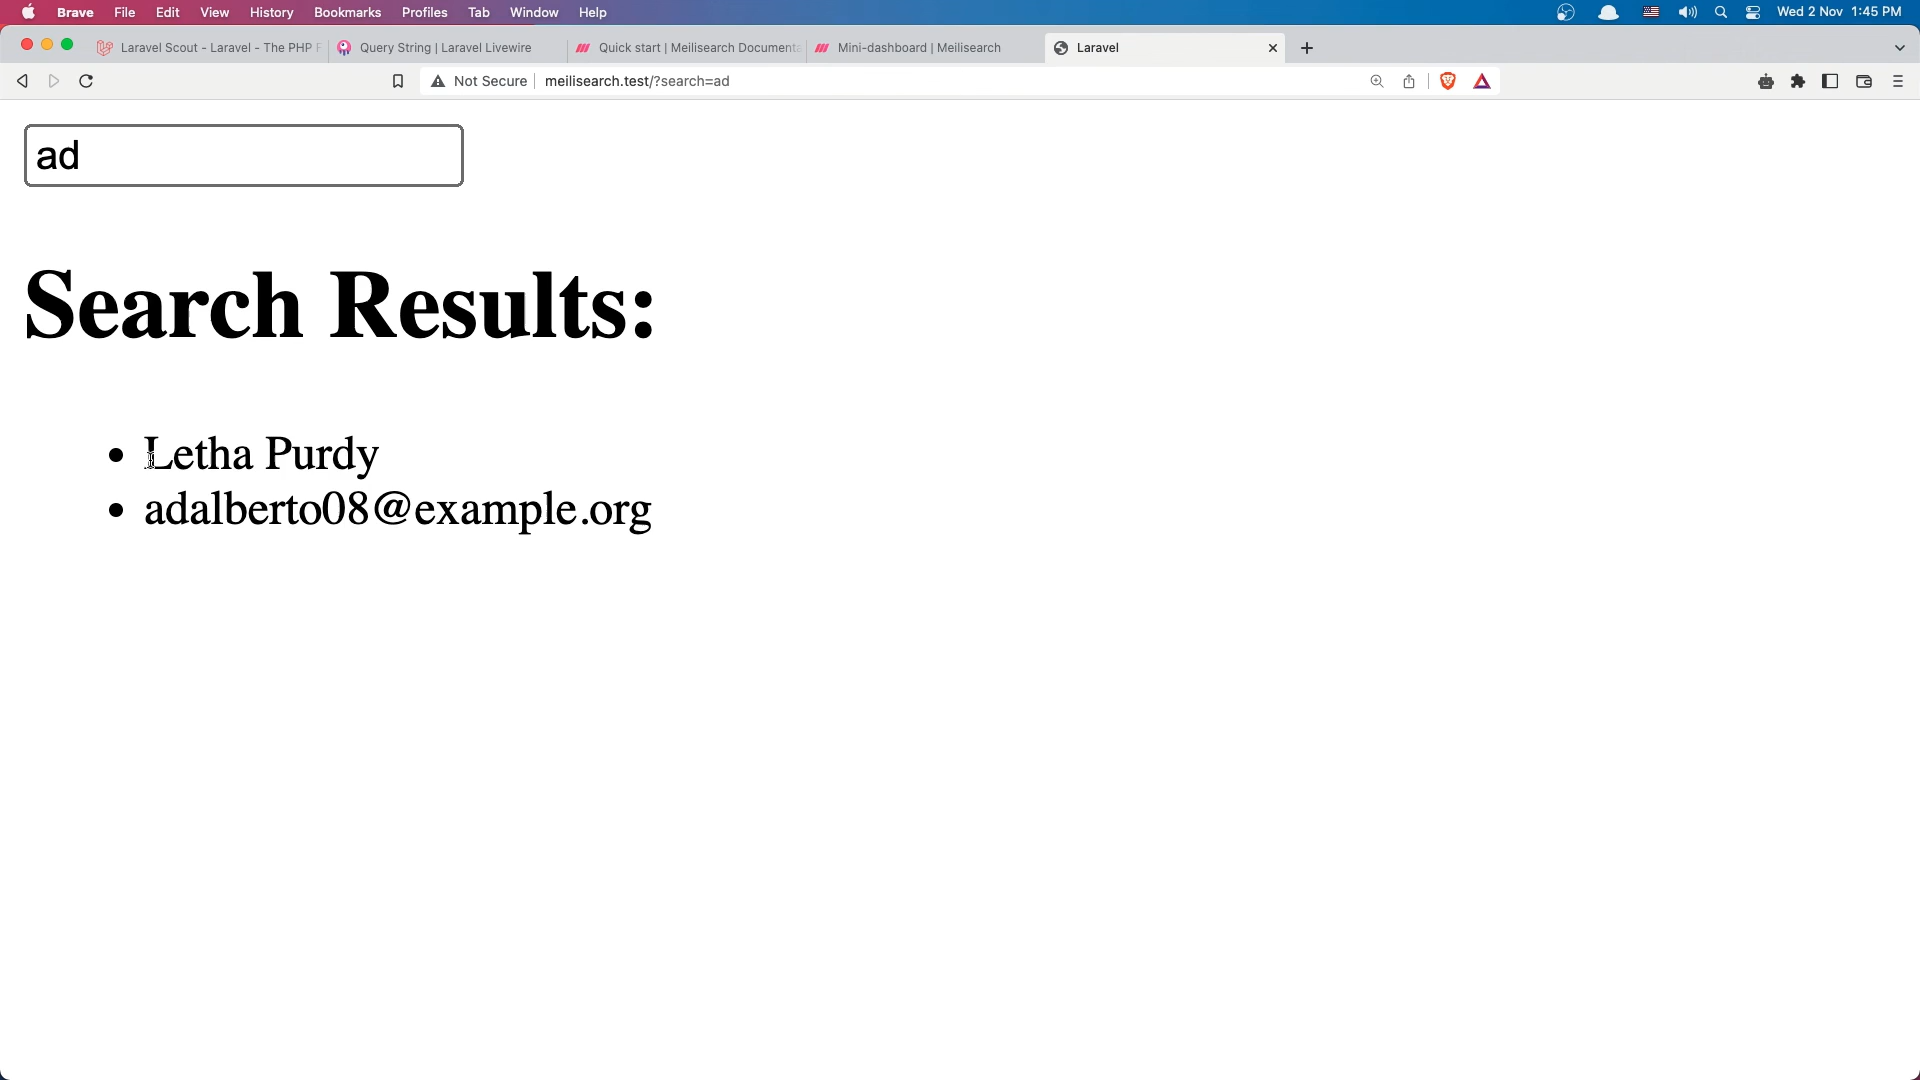 Brave File Edit View History Bookmarks Profiles Tab Window Help Wed 2 Nov 1:45 PM
Laravel Scout - Laravel - The PHP F Query String | Laravel Livewire Quick start | Meilisearch Documenta Mini-dashboard | Meilisearch Laravel
Not Secure meilisearch.test/?search=ad
ad
Search Results:
• Letha Purdy
• adalberto08@example.org